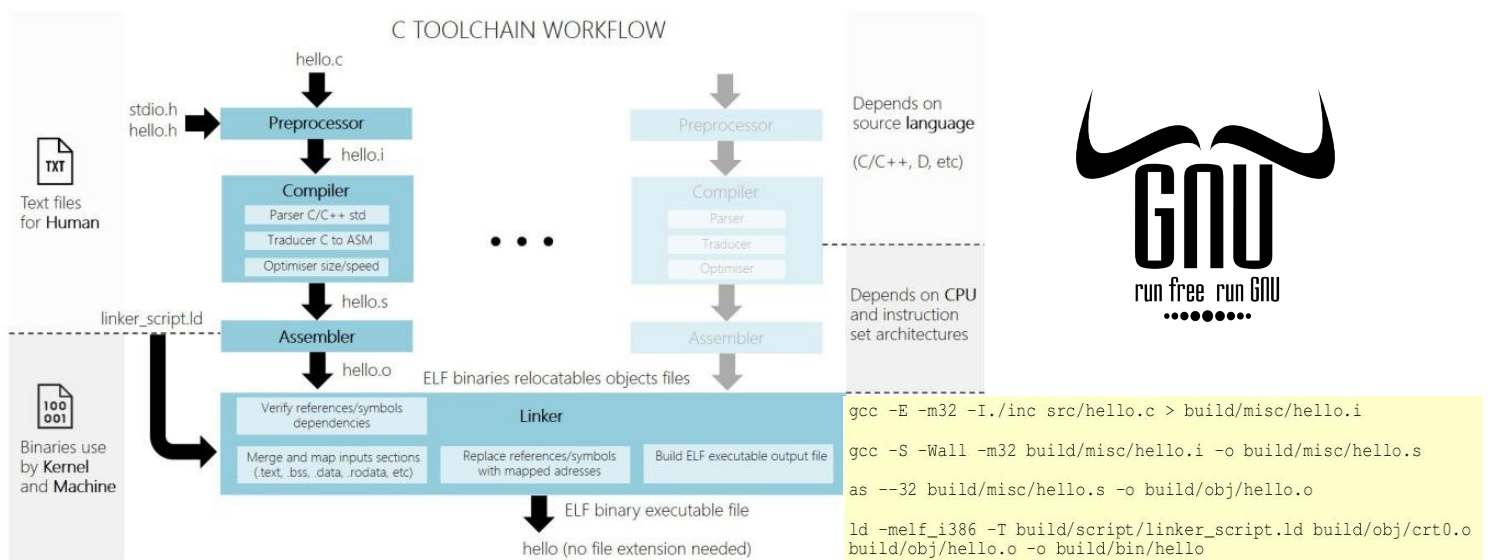 C TOOLCHAIN WORKFLOW
hello.c
stdio.h
hello.h
Preprocessor
hello.i
Compiler
Parser C/C++ std
Traducer C to ASM
Optimiser size/speed
hello.s
linker_script.ld
Assembler
hello.o
ELF binaries relocatables objects files
TXT
Text files
for Human
100
001
Binaries use
by Kernel
and Machine
Preprocessor
Compiler
Parser
Traducer
Optimiser
Assembler
Depends on
source language
(C/C++, D, etc)
Depends on CPU
and instruction
set architectures
Linker
Verify references/symbols
dependencies
Merge and map inputs sections
(.text, .bss, .data, .rodata, etc)
Replace references/symbols
with mapped adresses
Build ELF executable output file
ELF binary executable file
hello (no file extension needed)
GNU
run free run GNU
gcc -E -m32 -I./inc src/hello.c > build/misc/hello.i
gcc -S -Wall -m32 build/misc/hello.i -o build/misc/hello.s
as --32 build/misc/hello.s -o build/obj/hello.o
ld -melf_i386 -T build/script/linker_script.ld build/obj/crt0.o
build/obj/hello.o -o build/bin/hello